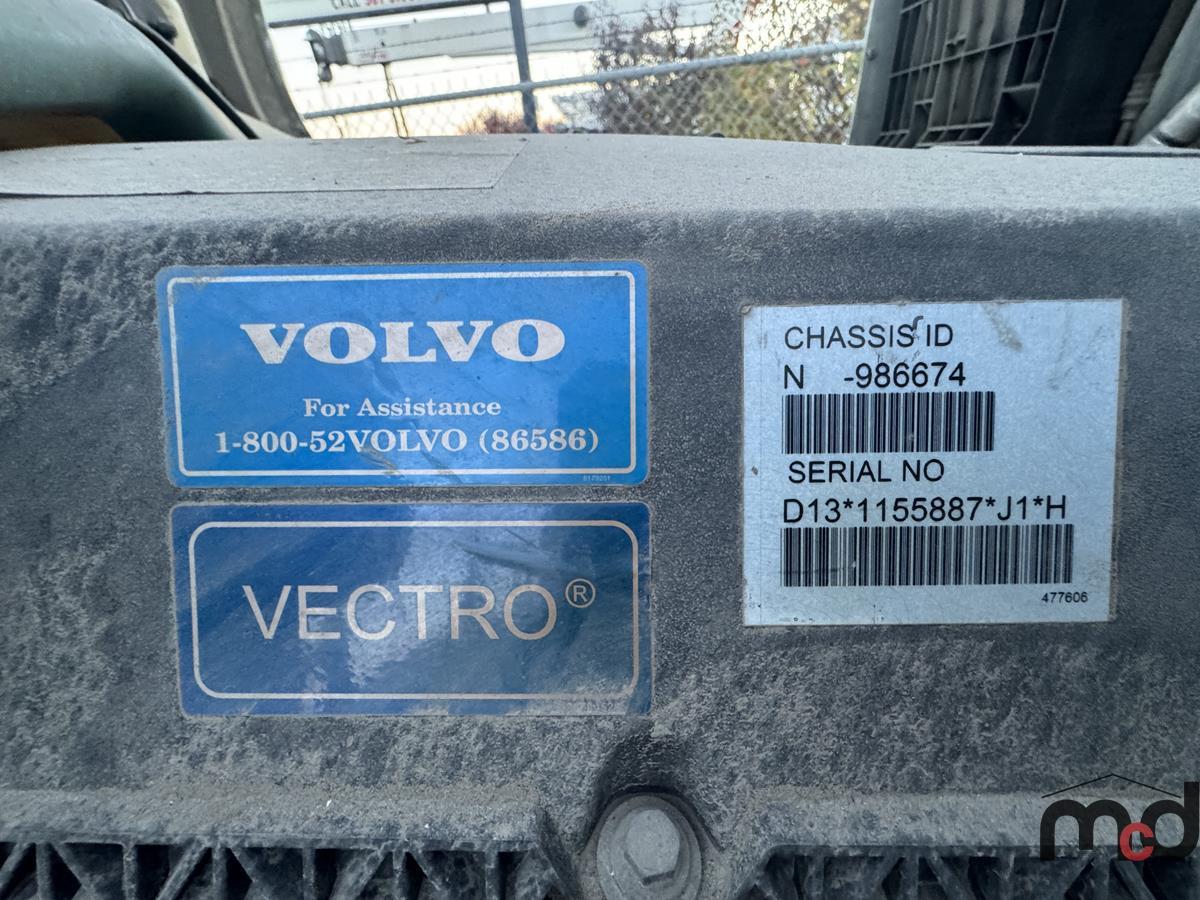 VOLVO
For Assistance
1-800-52VOLVO (86586)
VECTRO®
CHASSIS ID
N -986674
SERIAL NO
D13*1155887*J1*H
477606
mcd